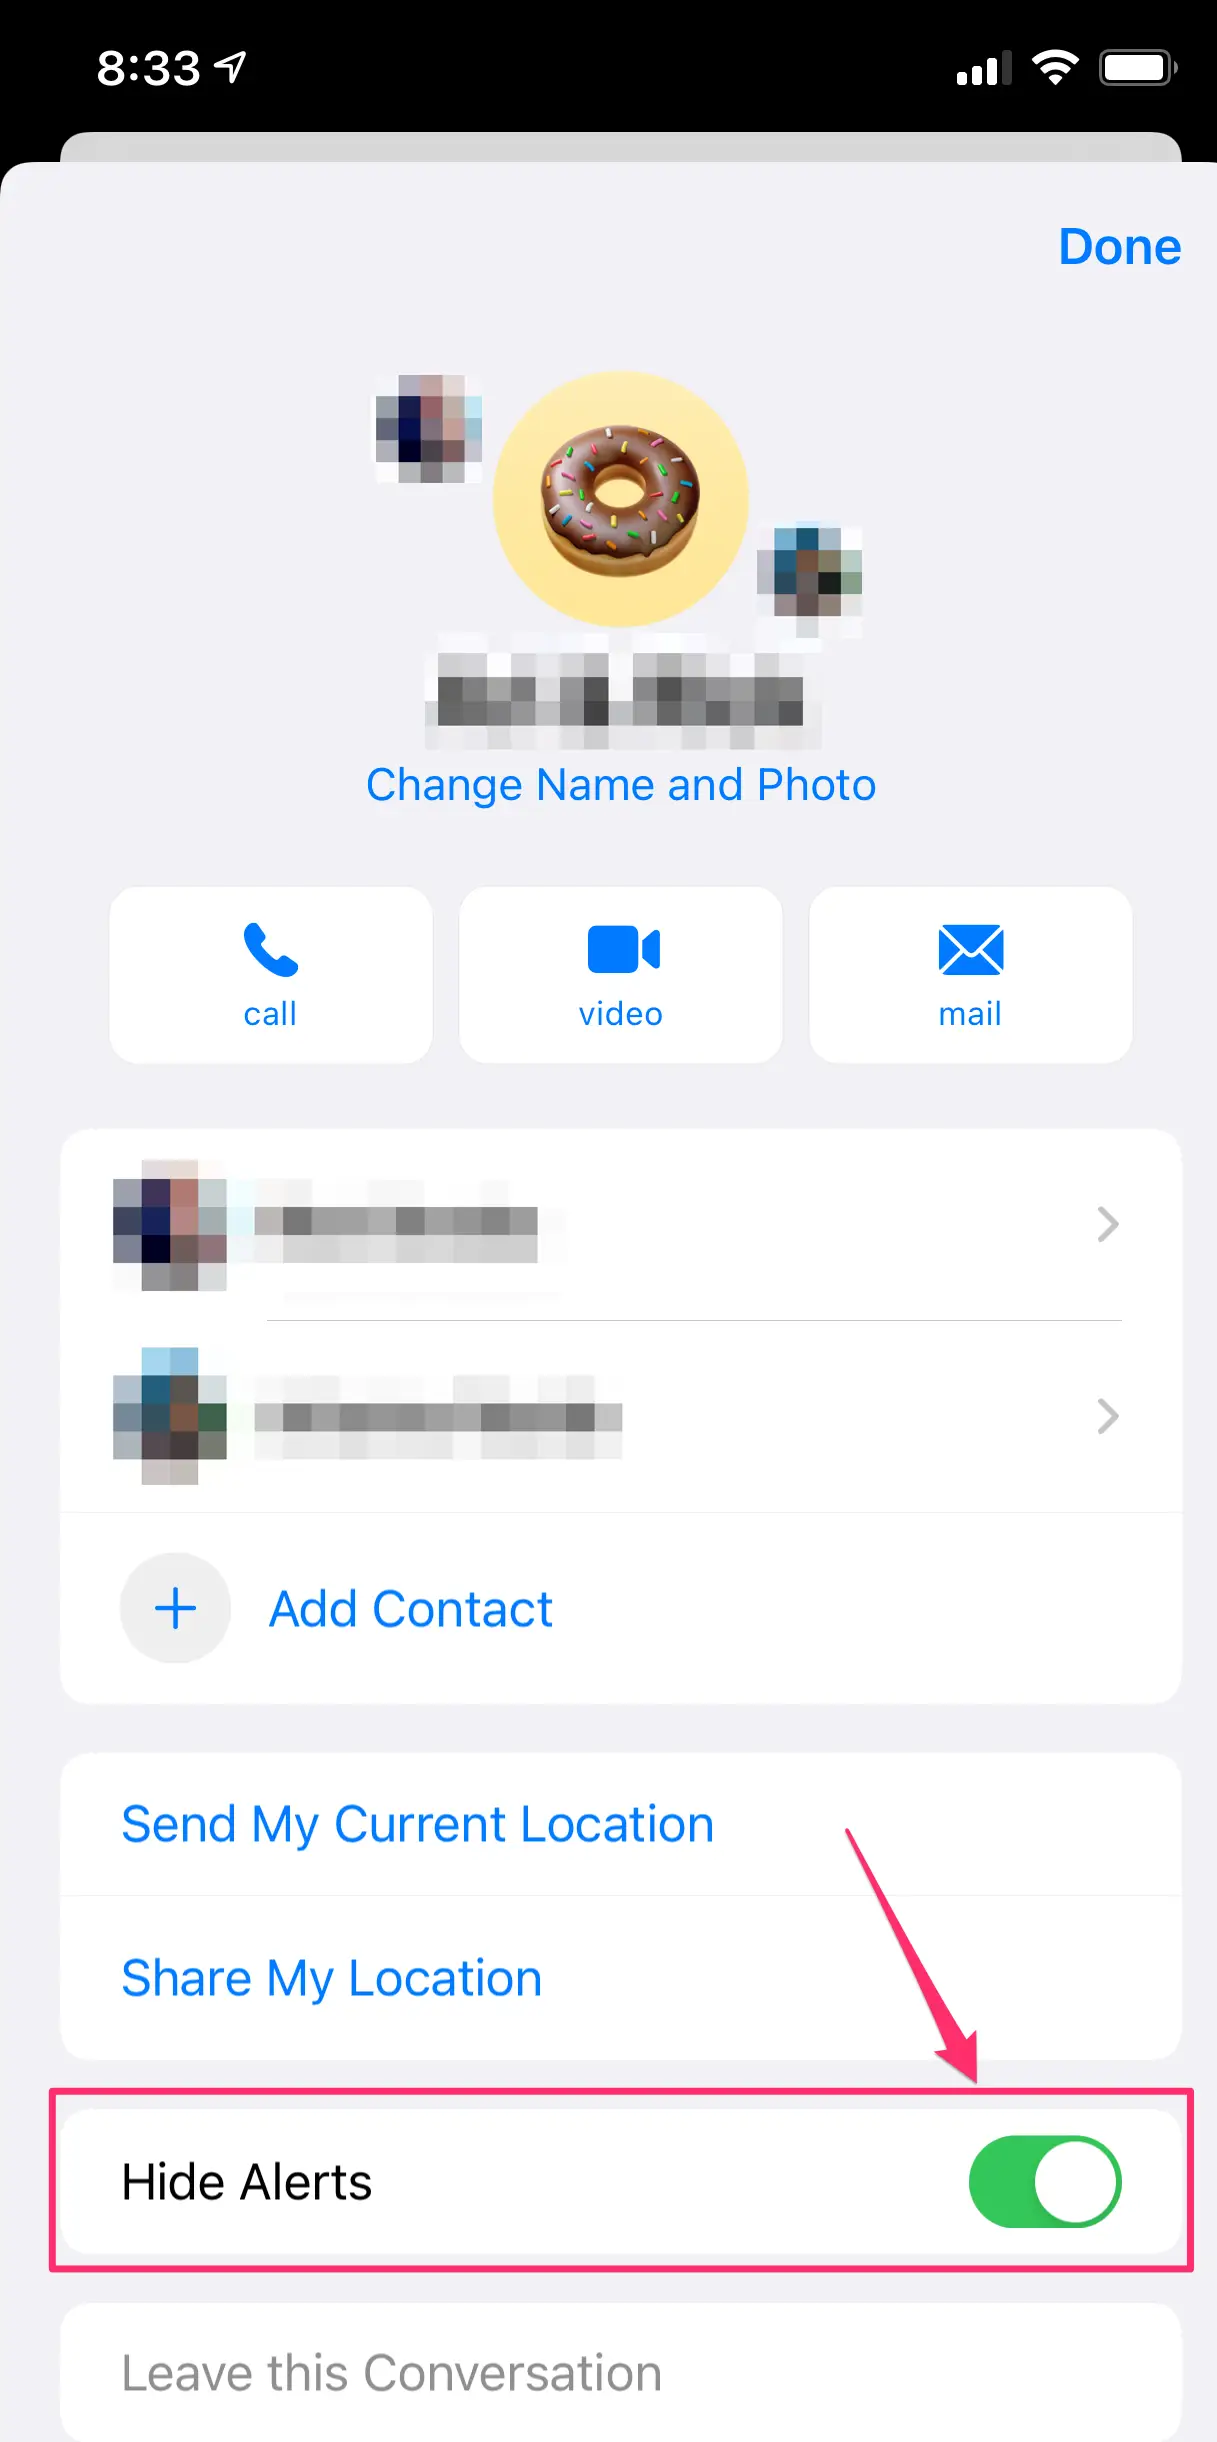 8:33
Done
Change Name and Photo
call
video
mail
Add Contact
Send My Current Location
Share My Location
Hide Alerts
Leave this Conversation